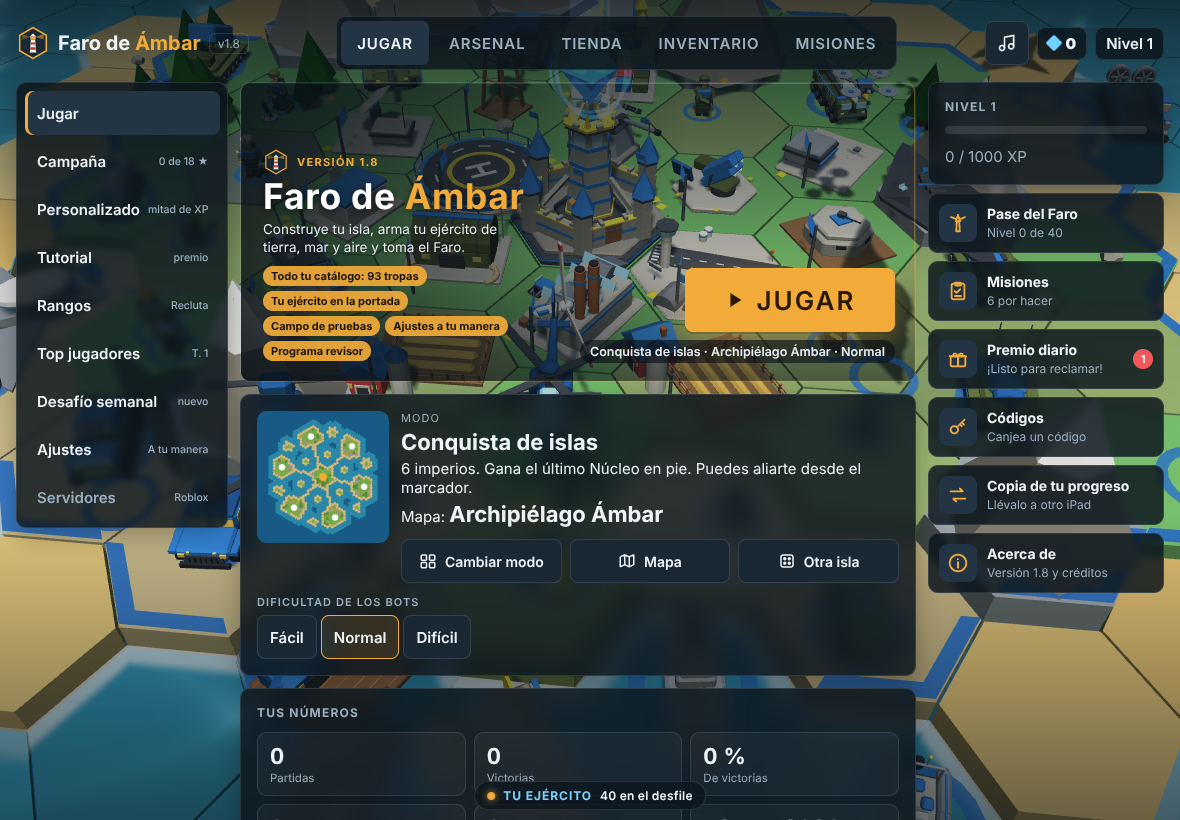 Faro de Ámbar v1.8
JUGAR ARSENAL TIENDA INVENTARIO MISIONES
0
Nivel 1
Jugar
Campaña 0 de 18 ★
Personalizado mitad de XP
Tutorial premio
Rangos Recluta
Top jugadores T. 1
Desafío semanal nuevo
Ajustes A tu manera
Servidores Roblox
VERSIÓN 1.8
Faro de Ámbar
Construye tu isla, arma tu ejército de
tierra, mar y aire y toma el Faro.
Todo tu catálogo: 93 tropas
Tu ejército en la portada
Campo de pruebas Ajustes a tu manera
Programa revisor
JUGAR
Conquista de islas · Archipiélago Ámbar · Normal
MODO
Conquista de islas
6 imperios. Gana el último Núcleo en pie. Puedes aliarte desde el
marcador.
Mapa: Archipiélago Ámbar
Cambiar modo Mapa Otra isla
DIFICULTAD DE LOS BOTS
Fácil Normal Difícil
TUS NÚMEROS
0 0 0 %
Partidas Victorias De victorias
TU EJÉRCITO 40 en el desfile
NIVEL 1
0 / 1000 XP
Pase del Faro
Nivel 0 de 40
Misiones
6 por hacer
Premio diario
¡Listo para reclamar!
1
Códigos
Canjea un código
Copia de tu progreso
Llévalo a otro iPad
Acerca de
Versión 1.8 y créditos